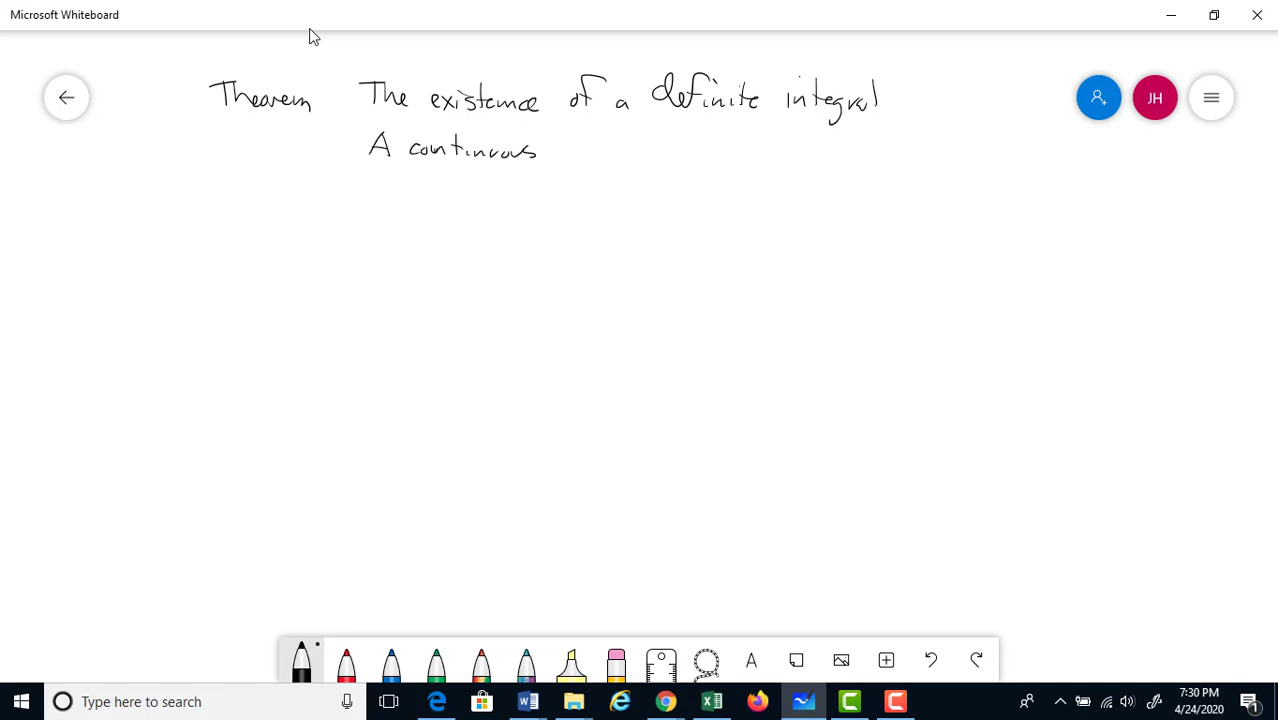 Microsoft Whiteboard
Theorem The existence of a definite integral
JH
A continuous
A
Type here to search
7:30 PM
4/24/2020
1